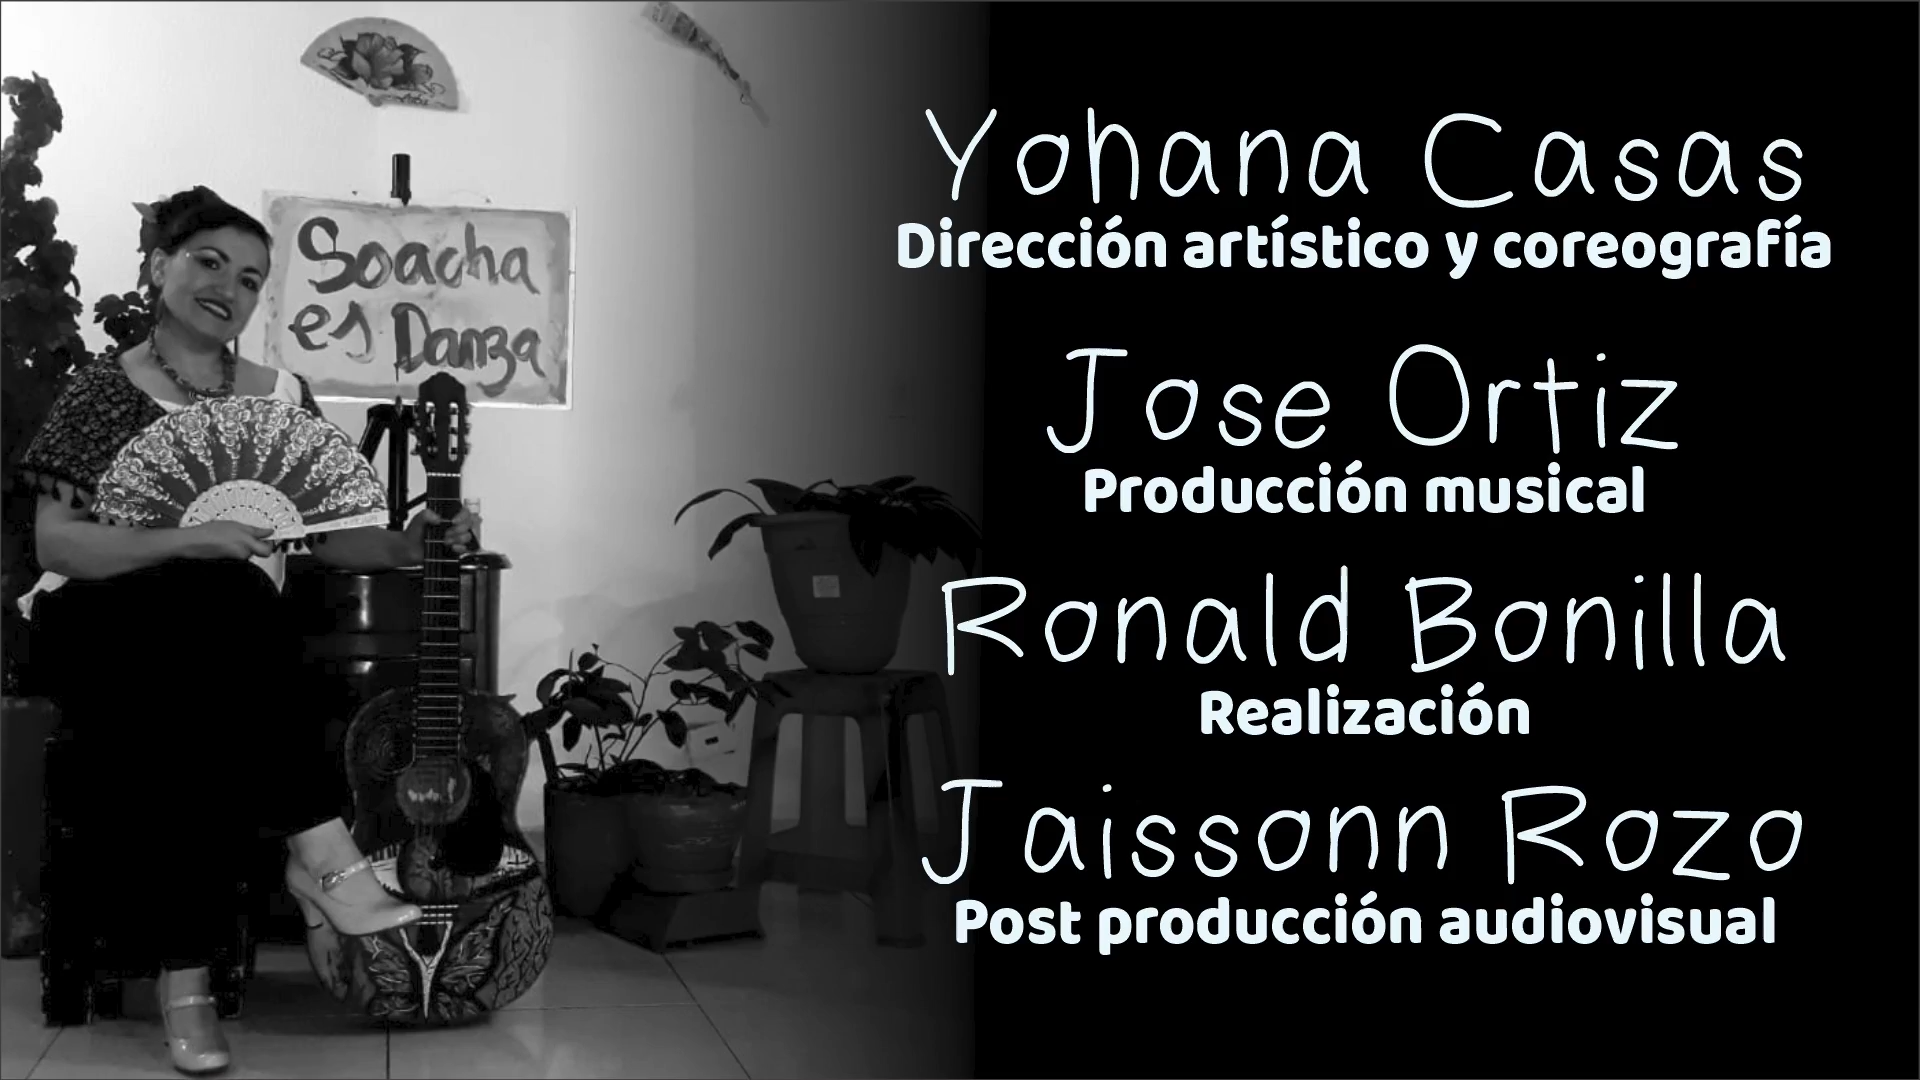 Soacha
es Danza
Yohana Casas
Dirección artístico y coreografía
Jose Ortiz
Producción musical
Ronald Bonilla
Realización
Jaissonn Rozo
Post producción audiovisual